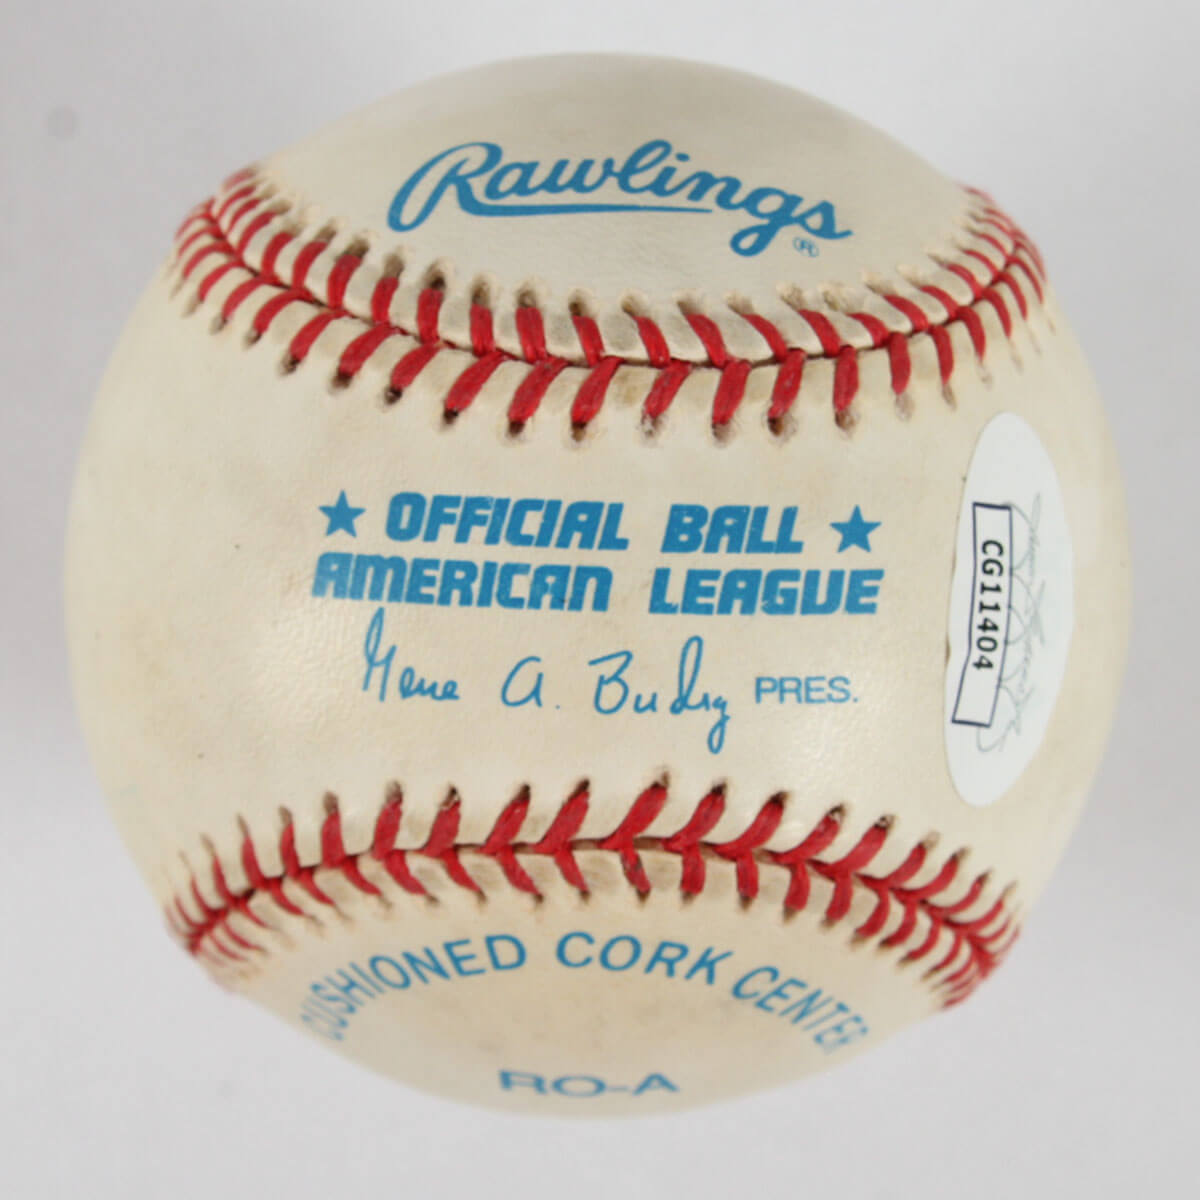 Rawlings®
★ OFFICIAL BALL ★
AMERICAN LEAGUE
Gene A. Budig PRES.
CG11404
CUSHIONED CORK CENTER
RO-A